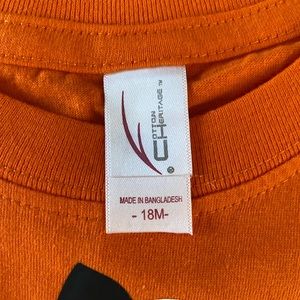 COTTON
HERITAGE™
MADE IN BANGLADESH
- 18M-